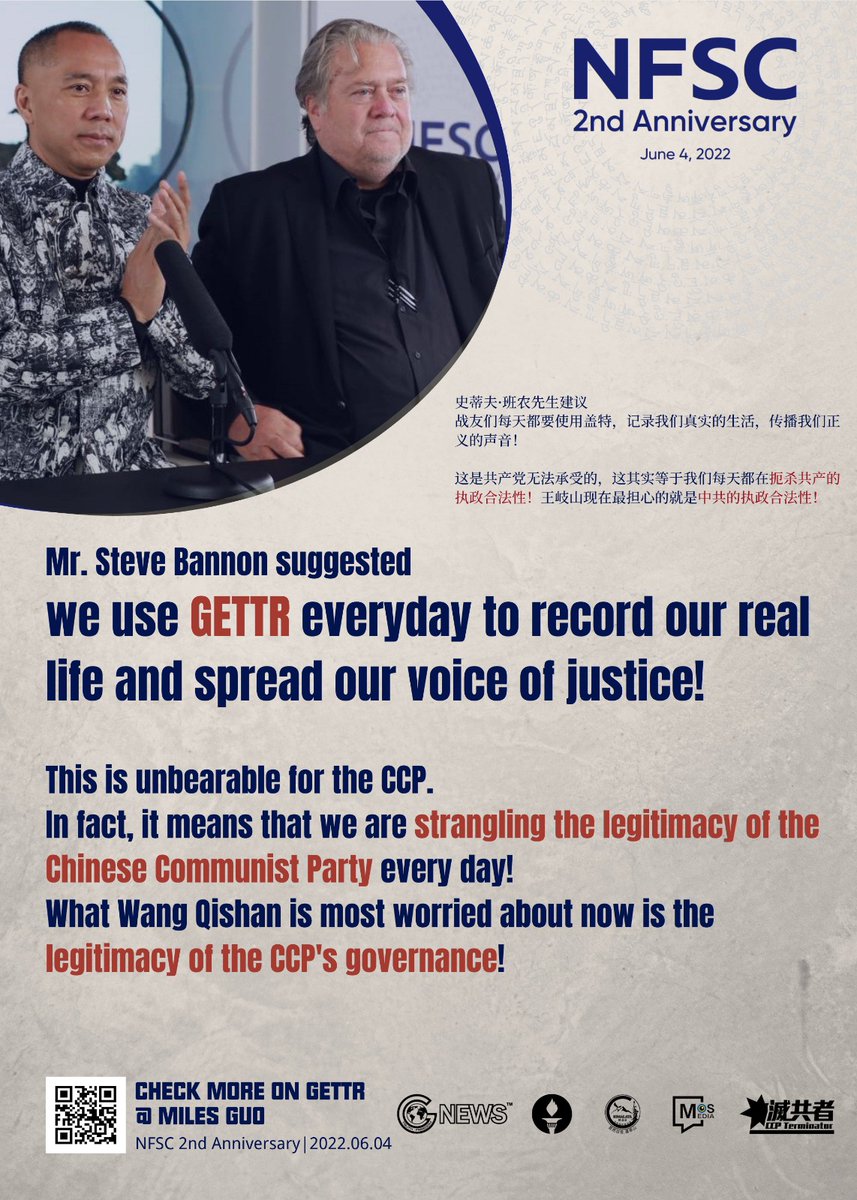 NFSC
2nd Anniversary
June 4, 2022
史蒂夫·班农先生建议
战友们每天都要使用盖特，记录我们真实的生活，传播我们正
义的声音！
这是共产党无法承受的，这其实等于我们每天都在扼杀共产的
执政合法性！王岐山现在最担心的就是中共的执政合法性！
Mr. Steve Bannon suggested
we use GETTR everyday to record our real
life and spread our voice of justice!
This is unbearable for the CCP.
In fact, it means that we are strangling the legitimacy of the
Chinese Communist Party every day!
What Wang Qishan is most worried about now is the
legitimacy of the CCP's governance!
CHECK MORE ON GETTR
@ MILES GUO
NFSC 2nd Anniversary|2022.06.04
G NEWS™
MOS
MEDIA
滅共者
CCP Terminator